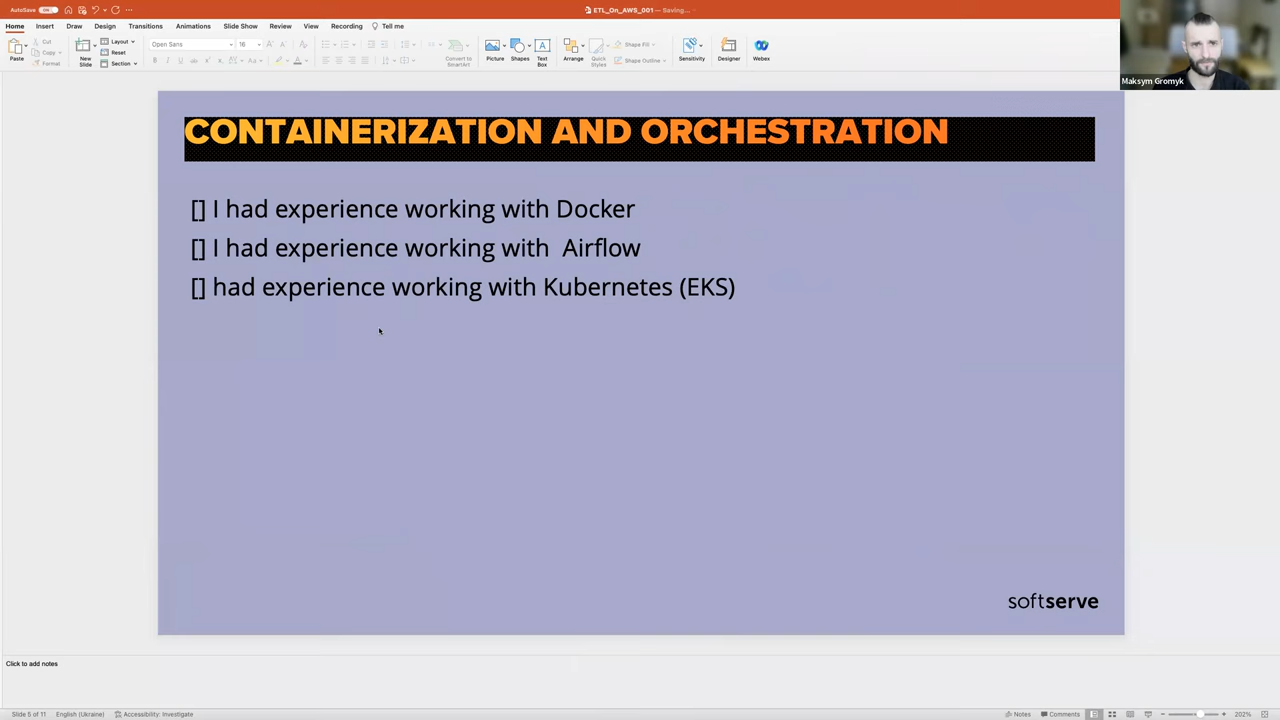 AutoSave ON
ETL_On_AWS_001 — Saving...
Home Insert Draw Design Transitions Animations Slide Show Review View Recording Tell me
Paste
Cut
Copy
Format
New Slide
Layout
Reset
Section
Open Sans
16
Convert to SmartArt
Picture
Shapes
Text Box
Arrange
Quick Styles
Shape Fill
Shape Outline
Sensitivity
Designer
Webex
Maksym Gromyk
CONTAINERIZATION AND ORCHESTRATION
[] I had experience working with Docker
[] I had experience working with  Airflow
[] had experience working with Kubernetes (EKS)
softserve
Click to add notes
Slide 5 of 11 English (Ukraine) Accessibility: Investigate Notes Comments 202%